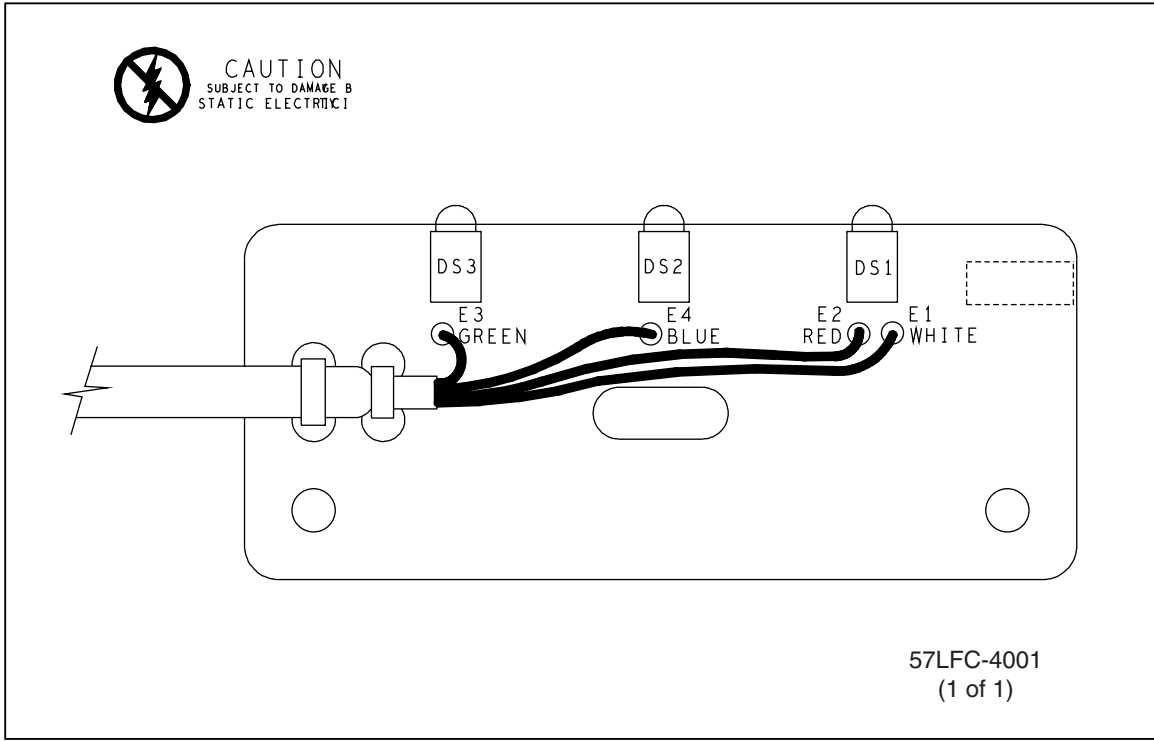 CAUTION
SUBJECT TO DAMAGE B
STATIC ELECTRICI
DS3
DS2
DS1
E3
GREEN
E4
BLUE
E2
RED
E1
WHITE
57LFC-4001
(1 of 1)